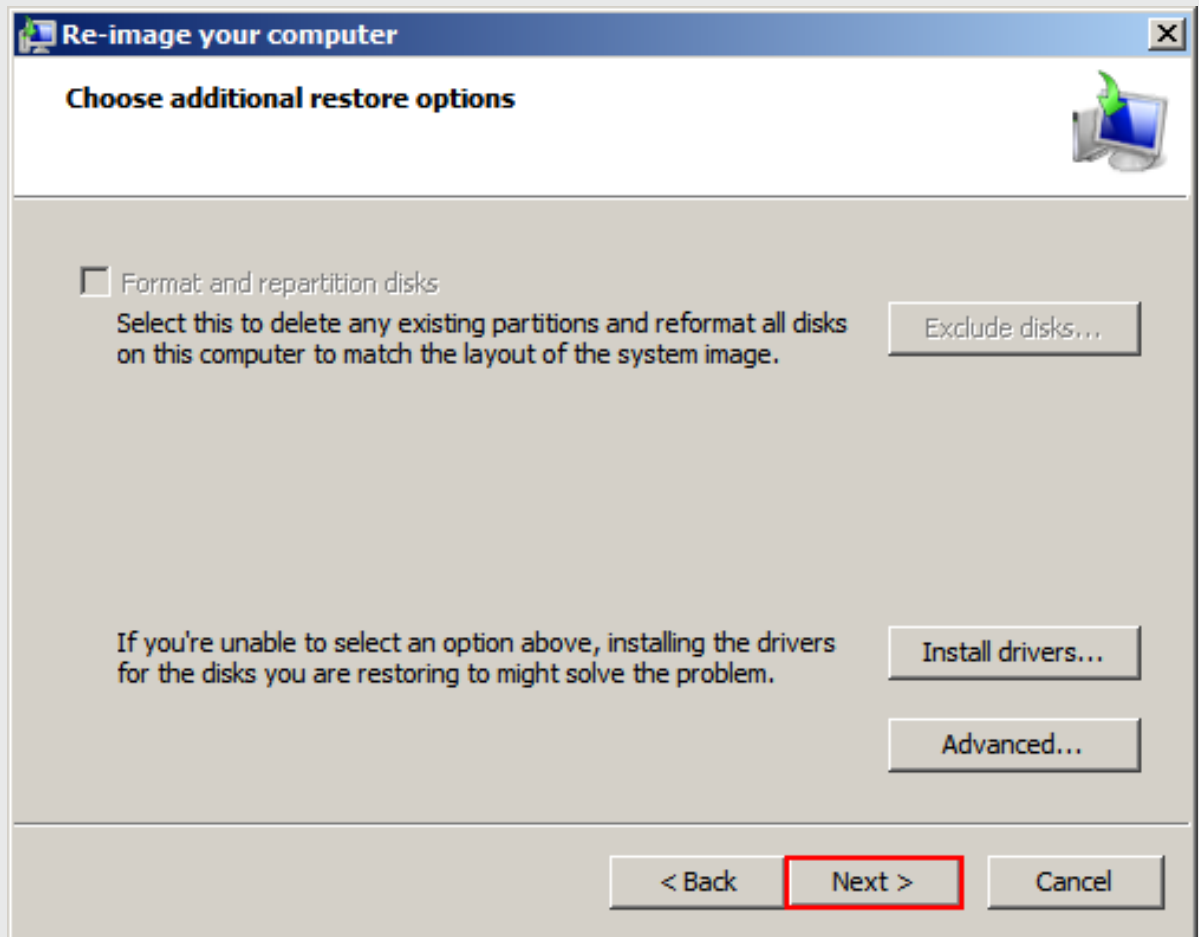 Re-image your computer
Choose additional restore options
Format and repartition disks
Select this to delete any existing partitions and reformat all disks
on this computer to match the layout of the system image.
Exclude disks...
If you're unable to select an option above, installing the drivers
for the disks you are restoring to might solve the problem.
Install drivers...
Advanced...
< Back
Next >
Cancel